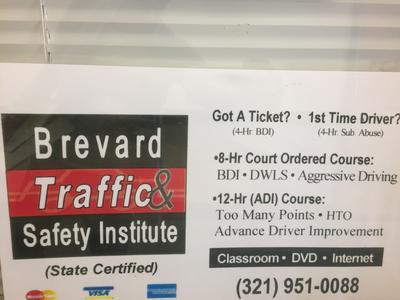 Got A Ticket? • 1st Time Driver?
(4-Hr. BDI) (4-Hr. Sub. Abuse)
Brevard
Traffic &
Safety Institute
(State Certified)
•8-Hr Court Ordered Course:
BDI • DWLS • Aggressive Driving
•12-Hr (ADI) Course:
Too Many Points • HTO
Advance Driver Improvement
Classroom • DVD • Internet
(321) 951-0088
MasterCard VISA